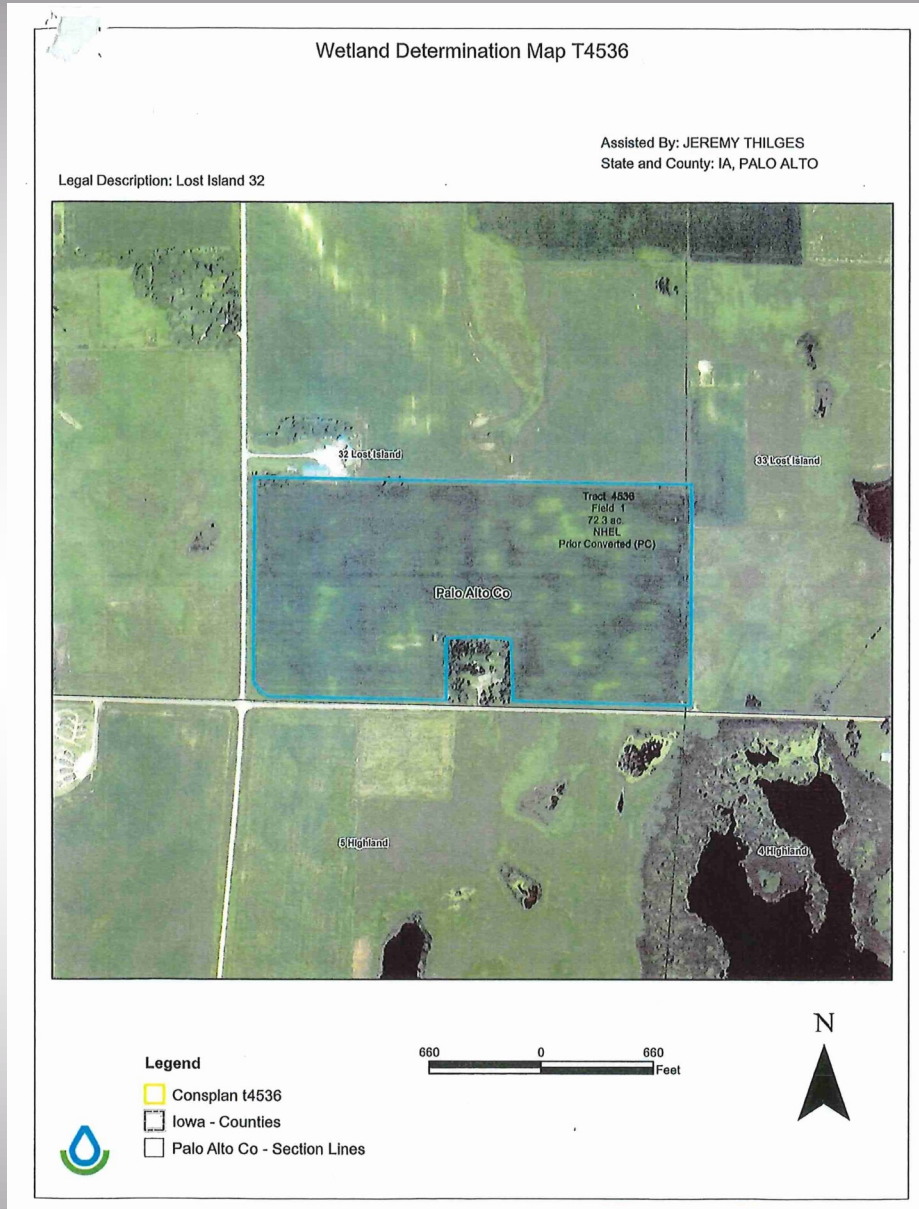 Wetland Determination Map T4536
Assisted By: JEREMY THILGES
State and County: IA, PALO ALTO
Legal Description: Lost Island 32
32 Lost Island
33 Lost Island
Tract 4536
Field 1
72.3 ac.
NHEL
Prior Converted (PC)
Palo Alto Co
5 Highland
4 Highland
N
660 0 660
Feet
Legend
Consplan t4536
Iowa - Counties
Palo Alto Co - Section Lines